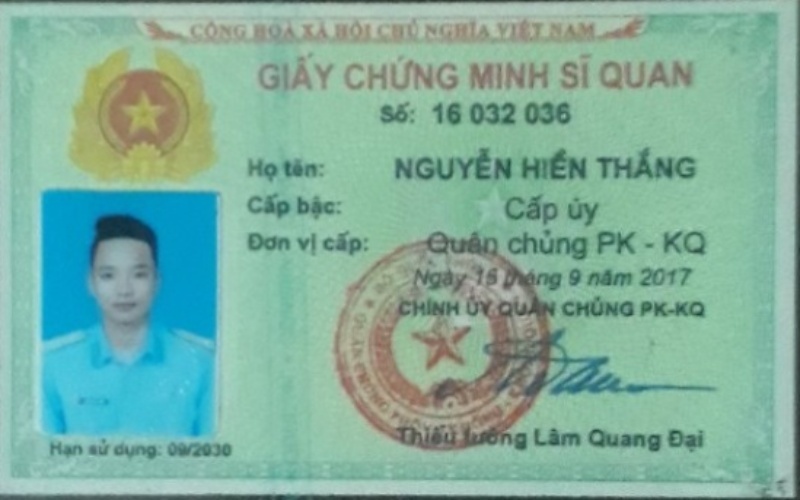 CỘNG HOÀ XÃ HỘI CHỦ NGHĨA VIỆT NAM
GIẤY CHỨNG MINH SĨ QUAN
Số: 16 032 036
Họ tên: NGUYỄN HIỀN THẮNG
Cấp bậc: Cấp úy
Đơn vị cấp: Quân chủng PK - KQ
Ngày 15 tháng 9 năm 2017
CHÍNH ỦY QUÂN CHỦNG PK-KQ
Thiếu tướng Lâm Quang Đại
Hạn sử dụng: 09/2030